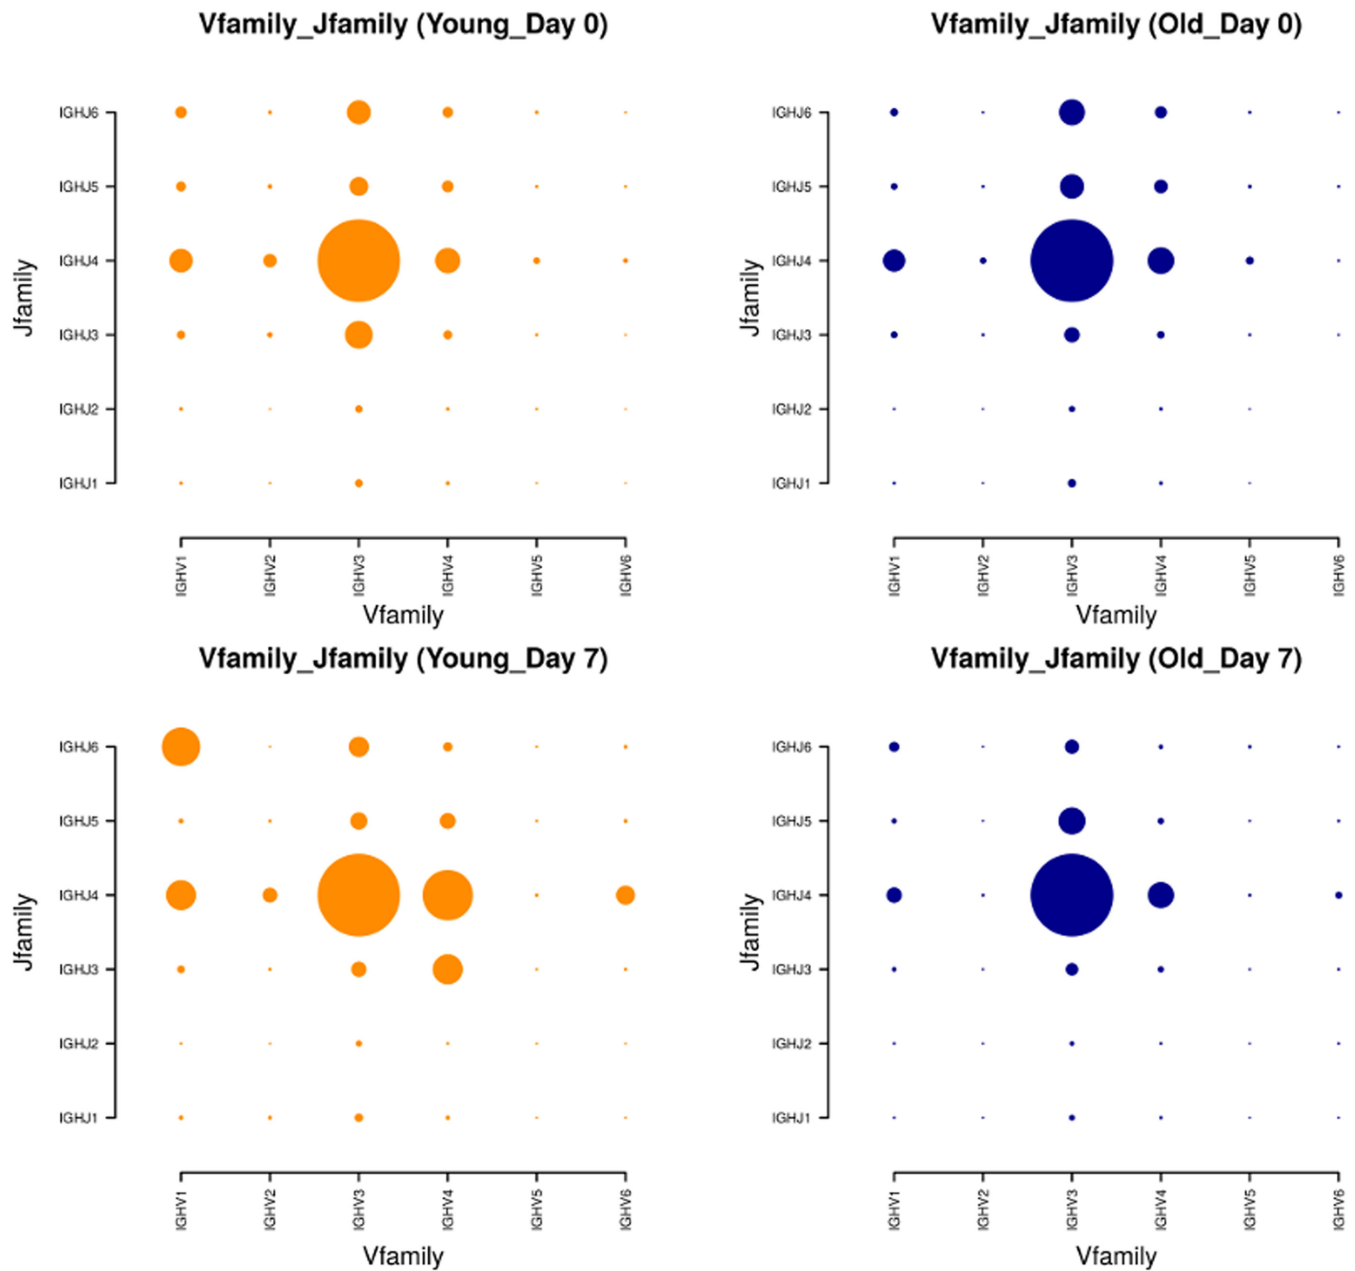 Vfamily_Jfamily (Young_Day 0)
IGHJ6
IGHJ5
IGHJ4
IGHJ3
IGHJ2
IGHJ1
Jfamily
IGHV1
IGHV2
IGHV3
IGHV4
IGHV5
IGHV6
Vfamily
Vfamily_Jfamily (Old_Day 0)
IGHJ6
IGHJ5
IGHJ4
IGHJ3
IGHJ2
IGHJ1
Jfamily
IGHV1
IGHV2
IGHV3
IGHV4
IGHV5
IGHV6
Vfamily
Vfamily_Jfamily (Young_Day 7)
IGHJ6
IGHJ5
IGHJ4
IGHJ3
IGHJ2
IGHJ1
Jfamily
IGHV1
IGHV2
IGHV3
IGHV4
IGHV5
IGHV6
Vfamily
Vfamily_Jfamily (Old_Day 7)
IGHJ6
IGHJ5
IGHJ4
IGHJ3
IGHJ2
IGHJ1
Jfamily
IGHV1
IGHV2
IGHV3
IGHV4
IGHV5
IGHV6
Vfamily